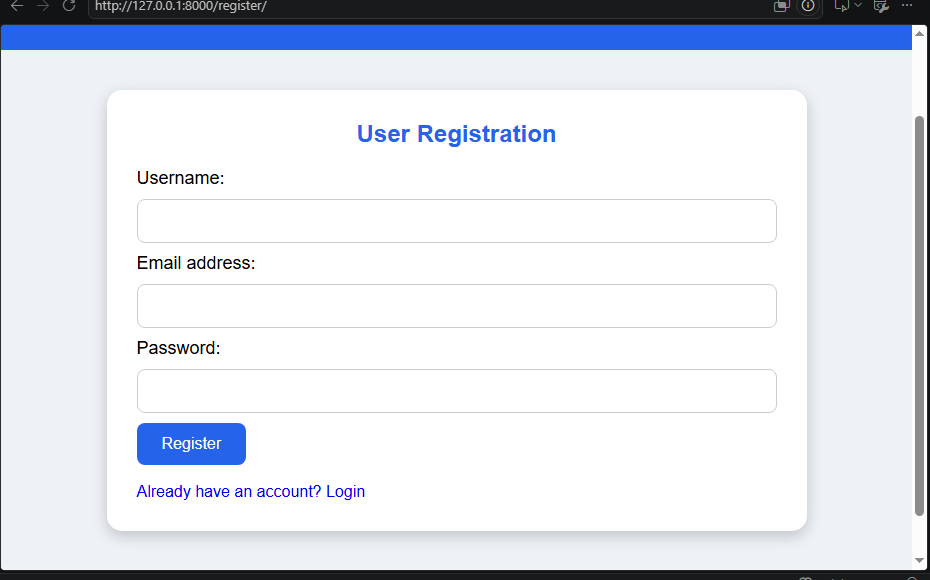 http://127.0.0.1:8000/register/
User Registration
Username:
Email address:
Password:
Register
Already have an account? Login